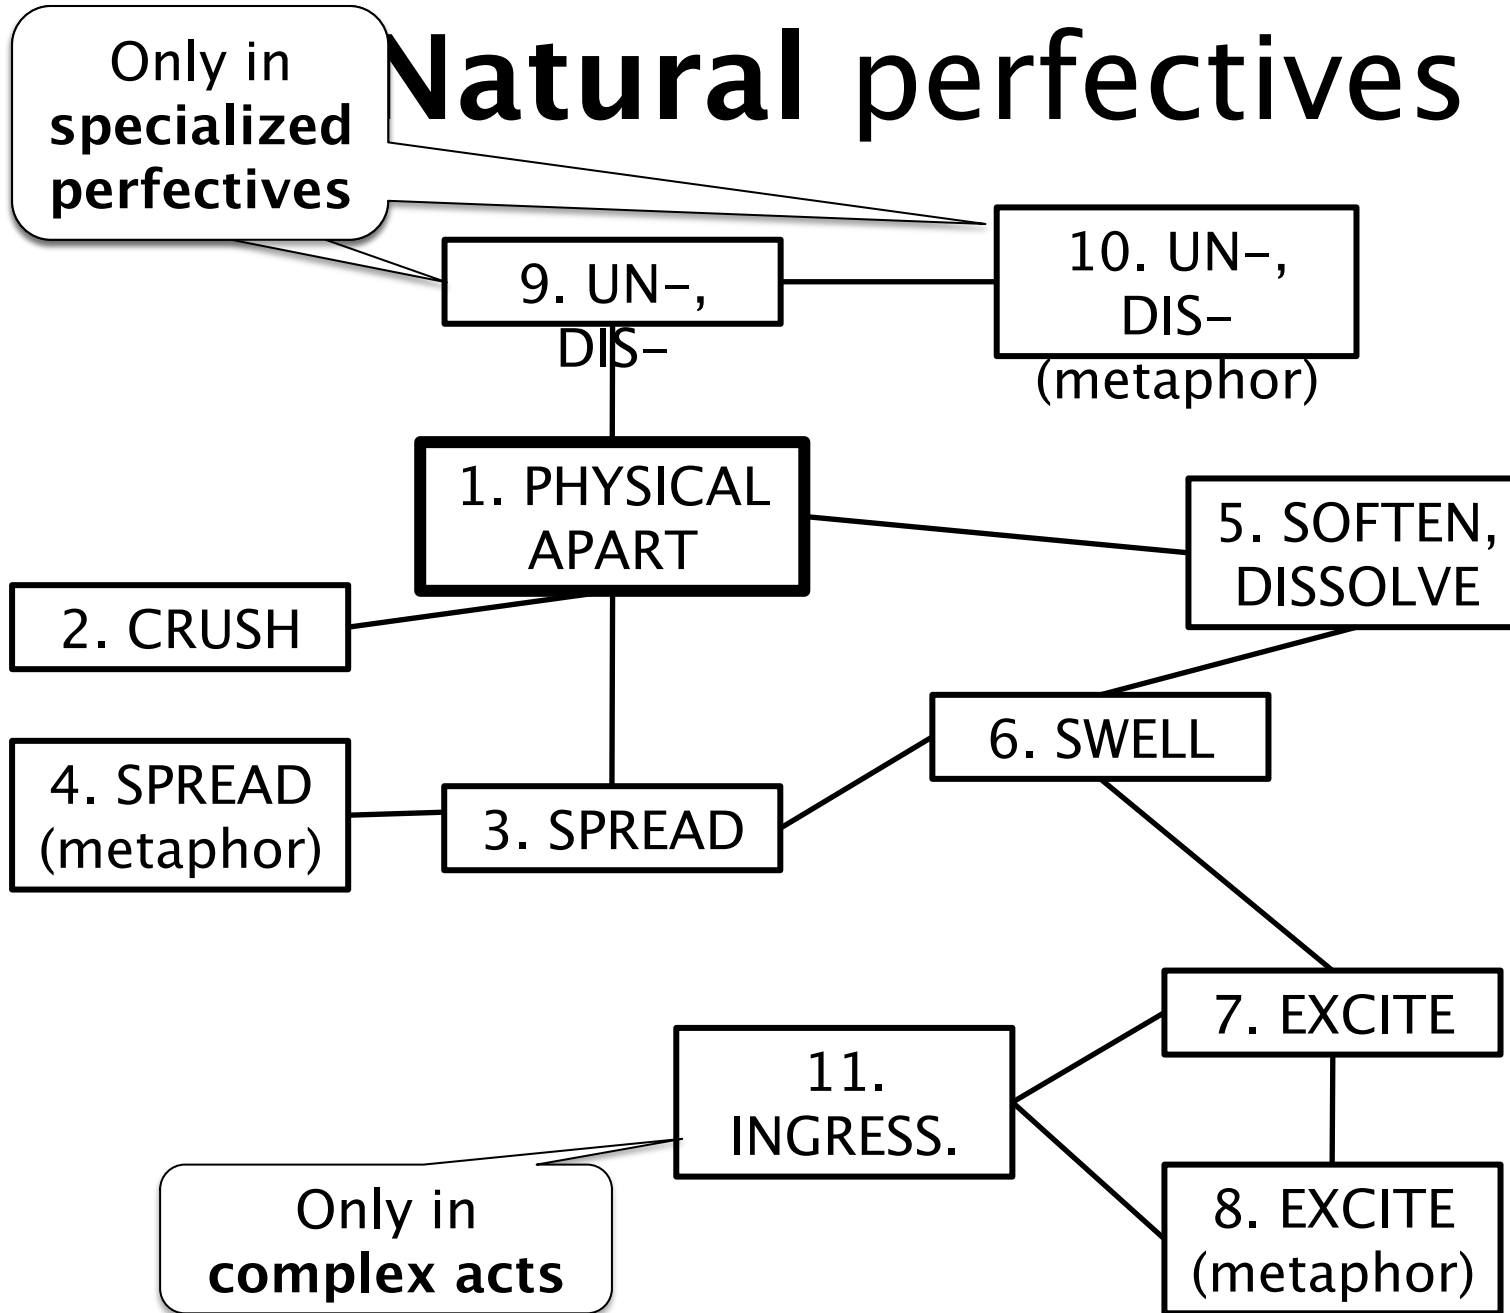 Only in
specialized
perfectives
Natural perfectives
9. UN–,
DIS–
10. UN–,
DIS–
(metaphor)
1. PHYSICAL
APART
5. SOFTEN,
DISSOLVE
2. CRUSH
6. SWELL
4. SPREAD
(metaphor)
3. SPREAD
7. EXCITE
11.
INGRESS.
8. EXCITE
(metaphor)
Only in
complex acts